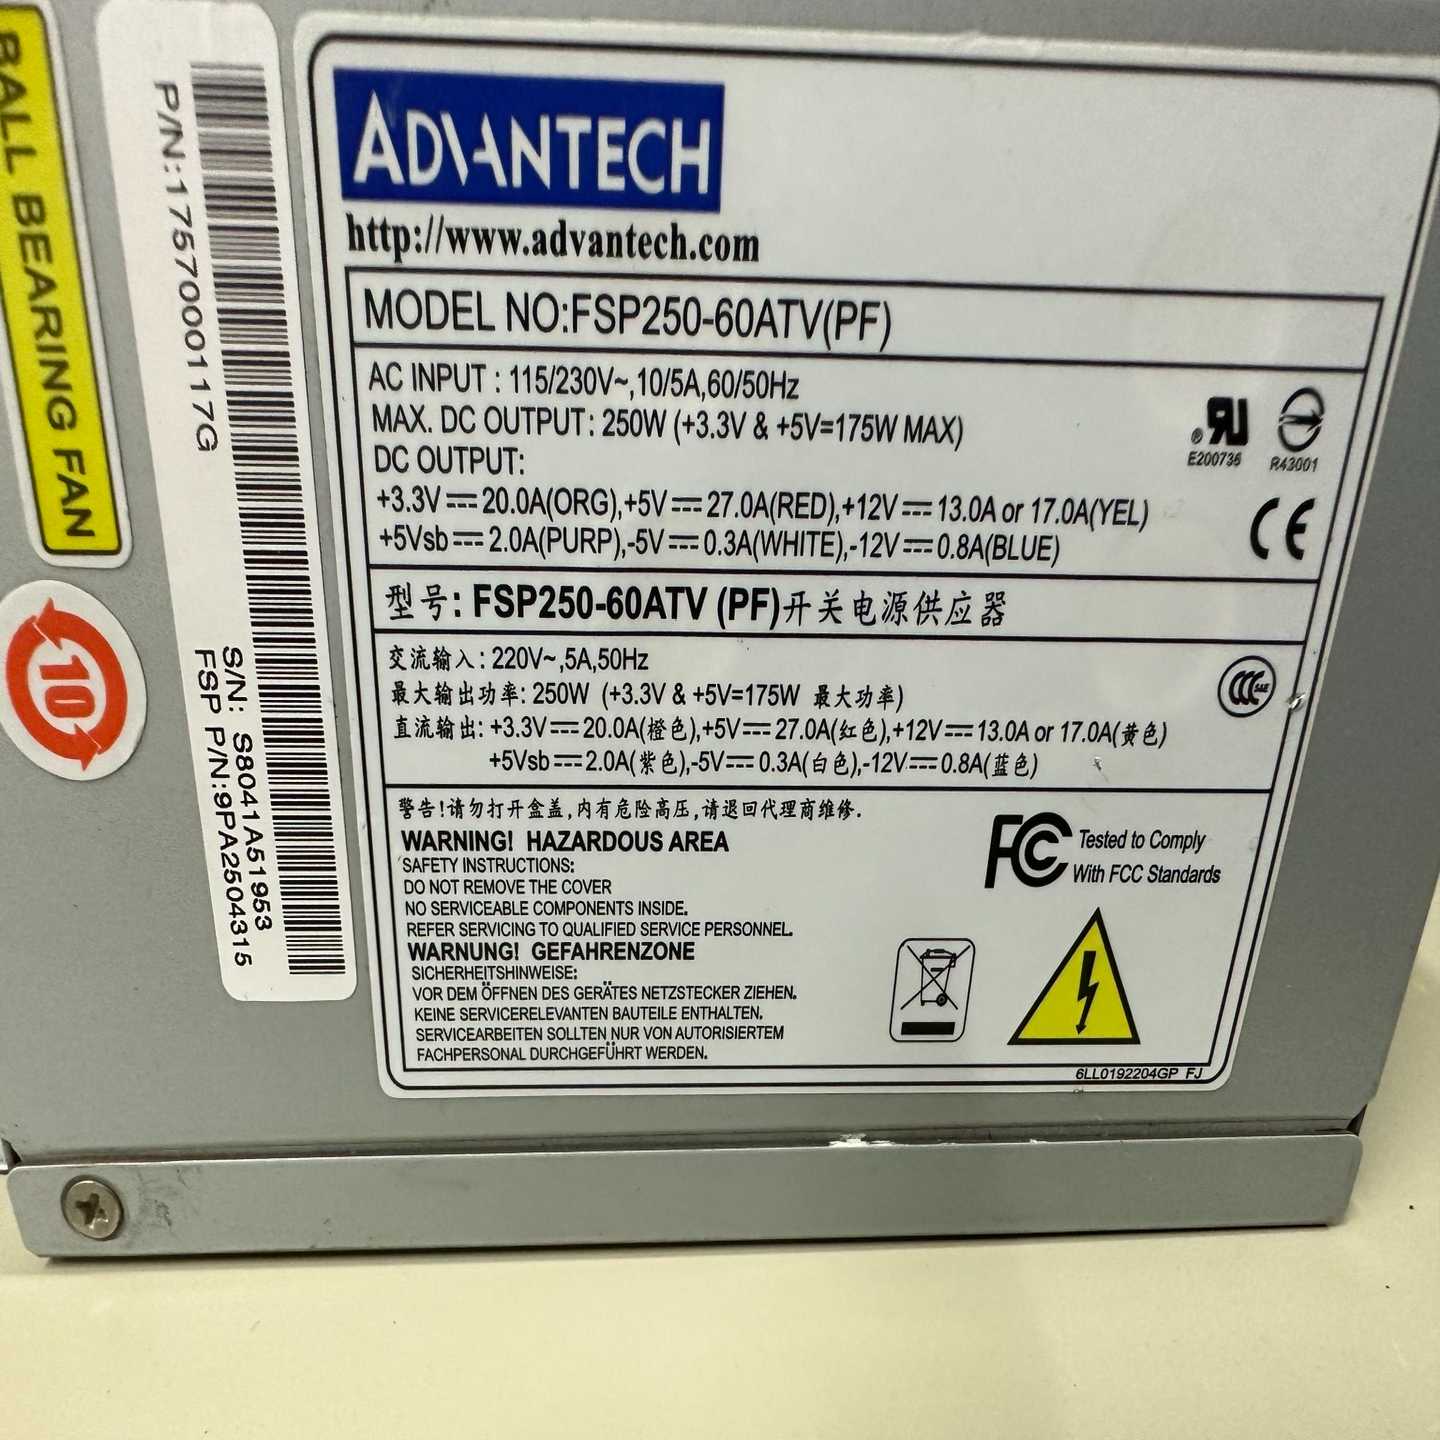 BALL BEARING FAN
10
P/N:1757000117G
S/N: S8041A51953
FSP P/N:9PA2504315
ADVANTECH
http://www.advantech.com
MODEL NO:FSP250-60ATV(PF)
AC INPUT : 115/230V~,10/5A,60/50Hz
MAX. DC OUTPUT: 250W (+3.3V & +5V=175W MAX)
DC OUTPUT:
+3.3V⎓20.0A(ORG),+5V⎓27.0A(RED),+12V⎓13.0A or 17.0A(YEL)
+5Vsb⎓2.0A(PURP),-5V⎓0.3A(WHITE),-12V⎓0.8A(BLUE)
RU
®
E200736
R43001
CE
型号: FSP250-60ATV (PF)开关电源供应器
交流输入: 220V~,5A,50Hz
最大输出功率: 250W (+3.3V & +5V=175W 最大功率)
直流输出: +3.3V⎓20.0A(橙色),+5V⎓27.0A(红色),+12V⎓13.0A or 17.0A(黄色)
+5Vsb⎓2.0A(紫色),-5V⎓0.3A(白色),-12V⎓0.8A(蓝色)
CCC S&E
警告!请勿打开盒盖,内有危险高压,请退回代理商维修.
WARNING! HAZARDOUS AREA
SAFETY INSTRUCTIONS:
DO NOT REMOVE THE COVER
NO SERVICEABLE COMPONENTS INSIDE.
REFER SERVICING TO QUALIFIED SERVICE PERSONNEL.
WARNUNG! GEFAHRENZONE
SICHERHEITSHINWEISE:
VOR DEM ÖFFNEN DES GERÄTES NETZSTECKER ZIEHEN.
KEINE SERVICERELEVANTEN BAUTEILE ENTHALTEN.
SERVICEARBEITEN SOLLTEN NUR VON AUTORISIERTEM
FACHPERSONAL DURCHGEFÜHRT WERDEN.
FC Tested to Comply
With FCC Standards
6LL0192204GP FJ